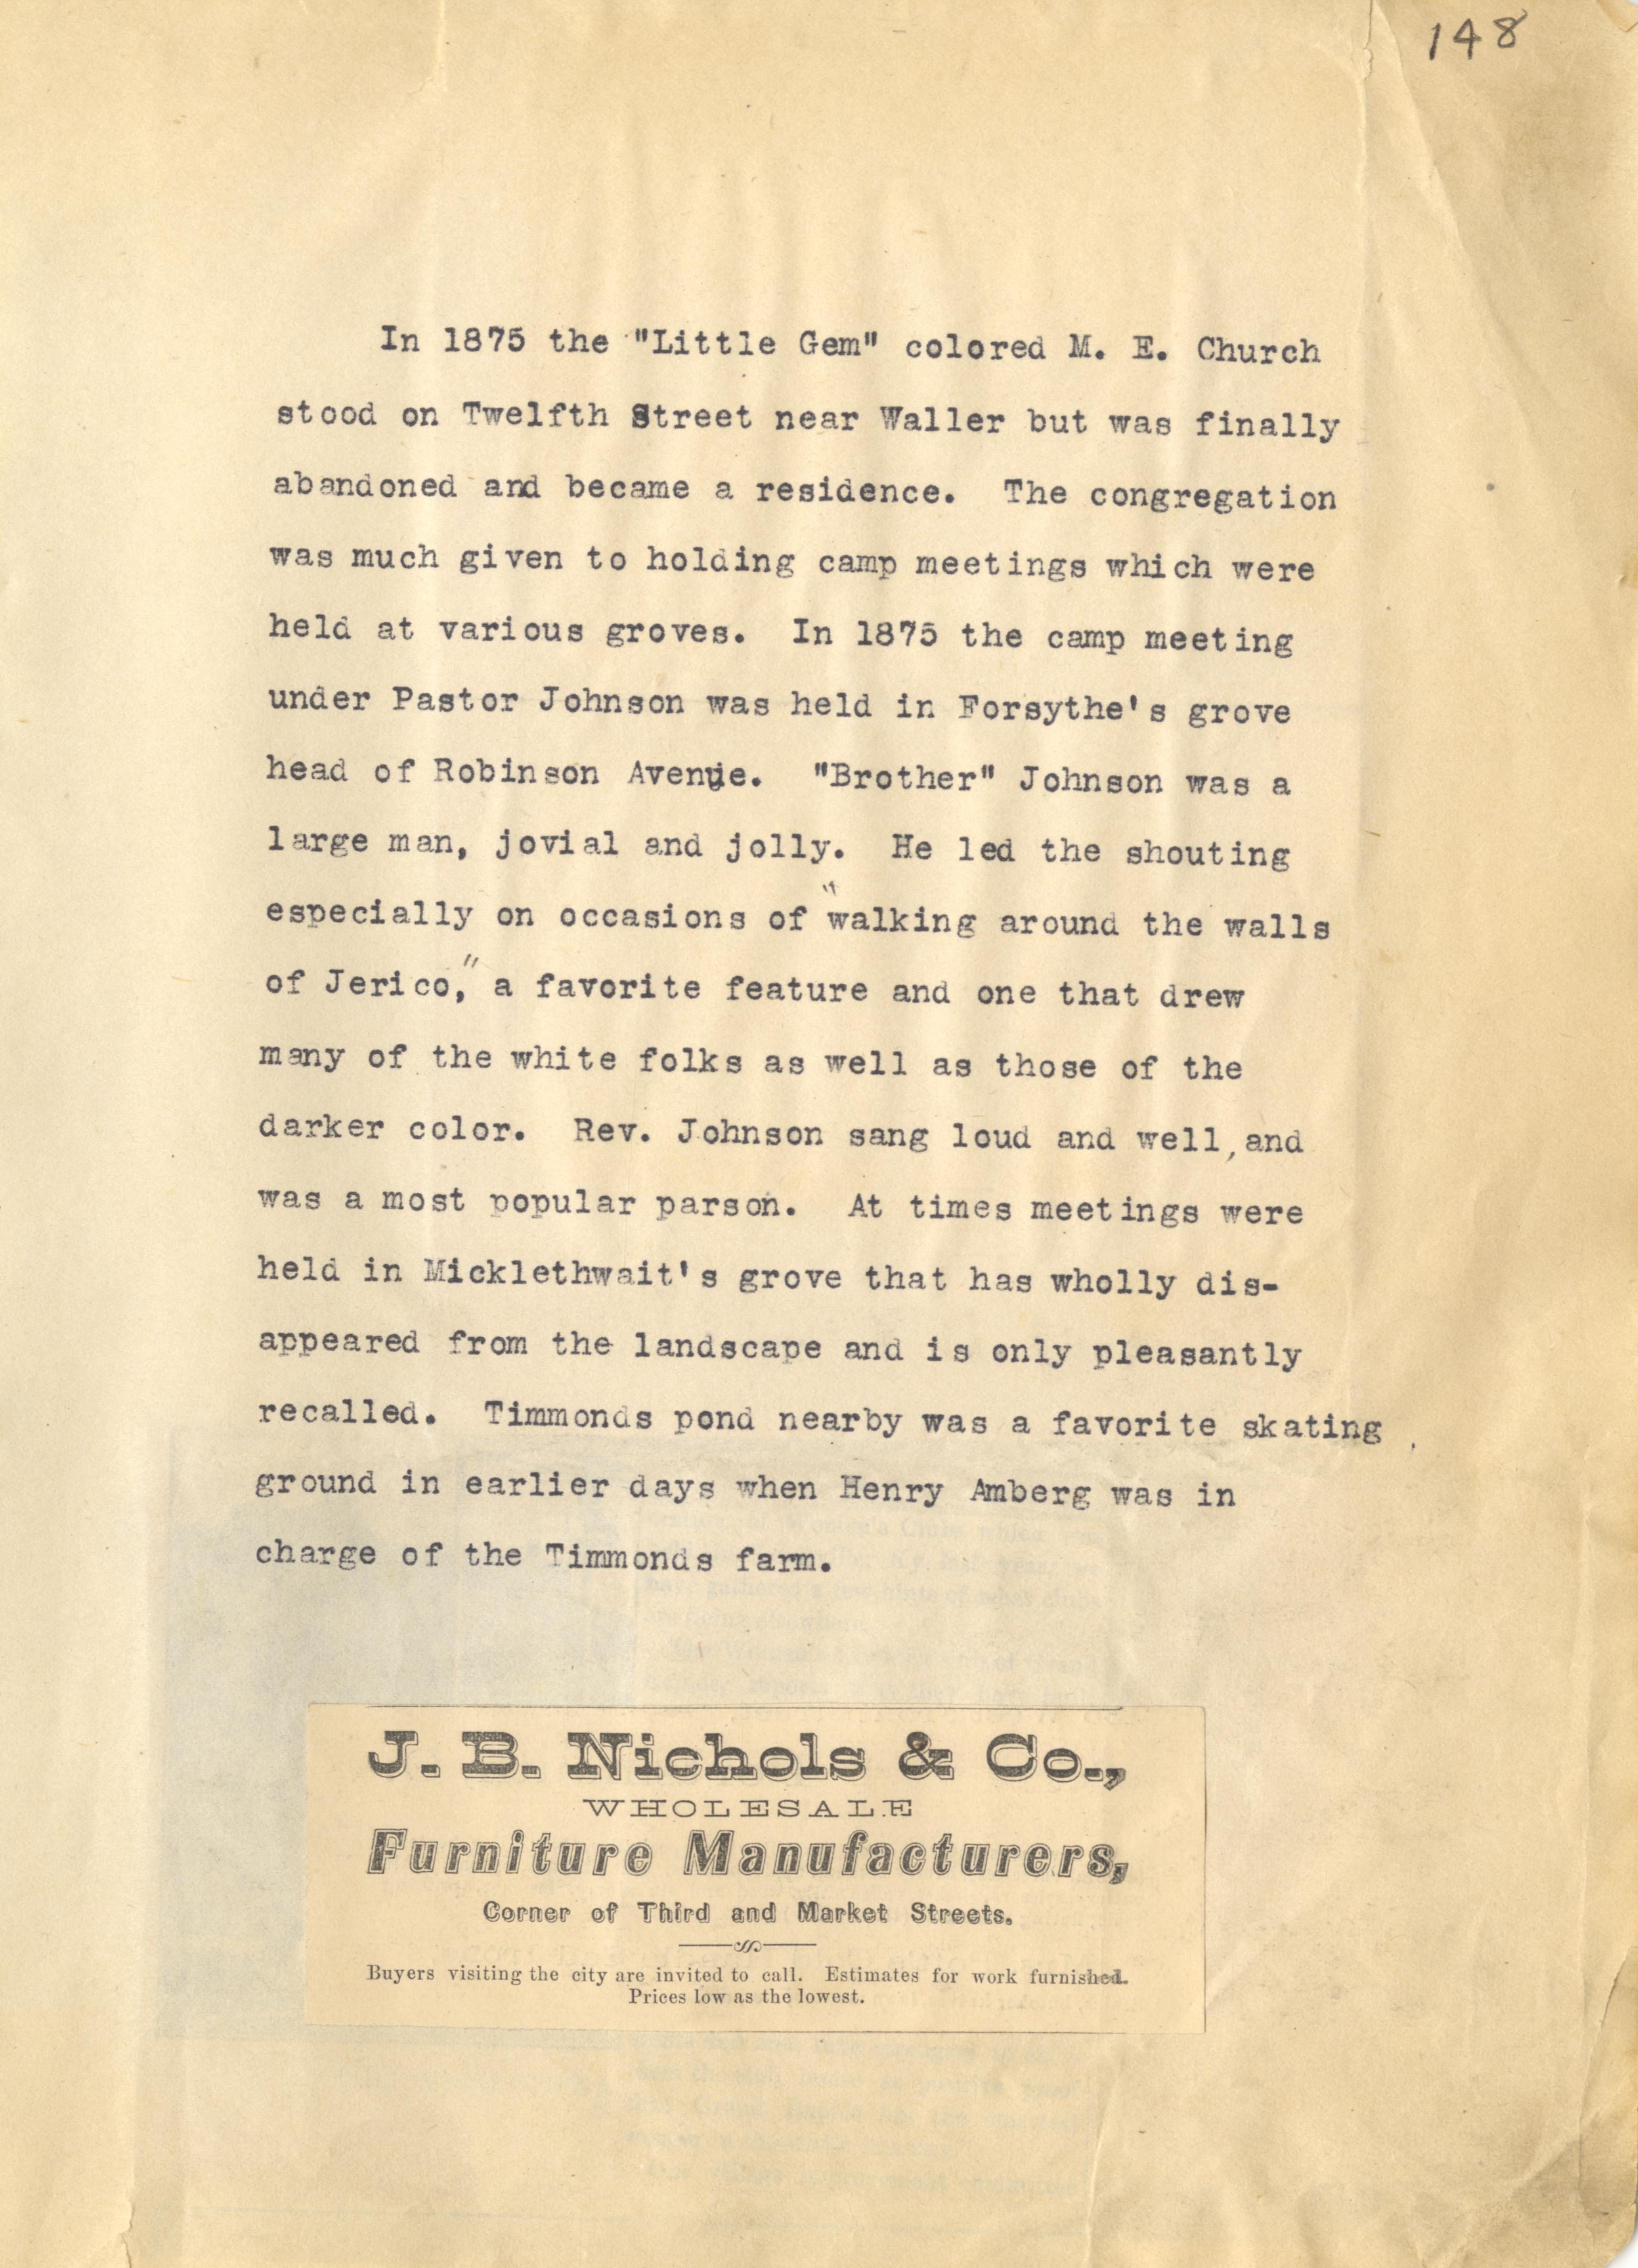 148
In 1875 the "Little Gem" colored M. E. Church
stood on Twelfth Street near Waller but was finally
abandoned and became a residence. The congregation
was much given to holding camp meetings which were
held at various groves. In 1875 the camp meeting
under Pastor Johnson was held in Forsythe's grove
head of Robinson Avenue. "Brother" Johnson was a
large man, jovial and jolly. He led the shouting
especially on occasions of "walking around the walls
of Jerico," a favorite feature and one that drew
many of the white folks as well as those of the
darker color. Rev. Johnson sang loud and well, and
was a most popular parson. At times meetings were
held in Micklethwait's grove that has wholly dis-
appeared from the landscape and is only pleasantly
recalled. Timmonds pond nearby was a favorite skating
ground in earlier days when Henry Amberg was in
charge of the Timmonds farm.
J. B. Nichols & Co.,
WHOLESALE
Furniture Manufacturers,
Corner of Third and Market Streets.
Buyers visiting the city are invited to call. Estimates for work furnished.
Prices low as the lowest.